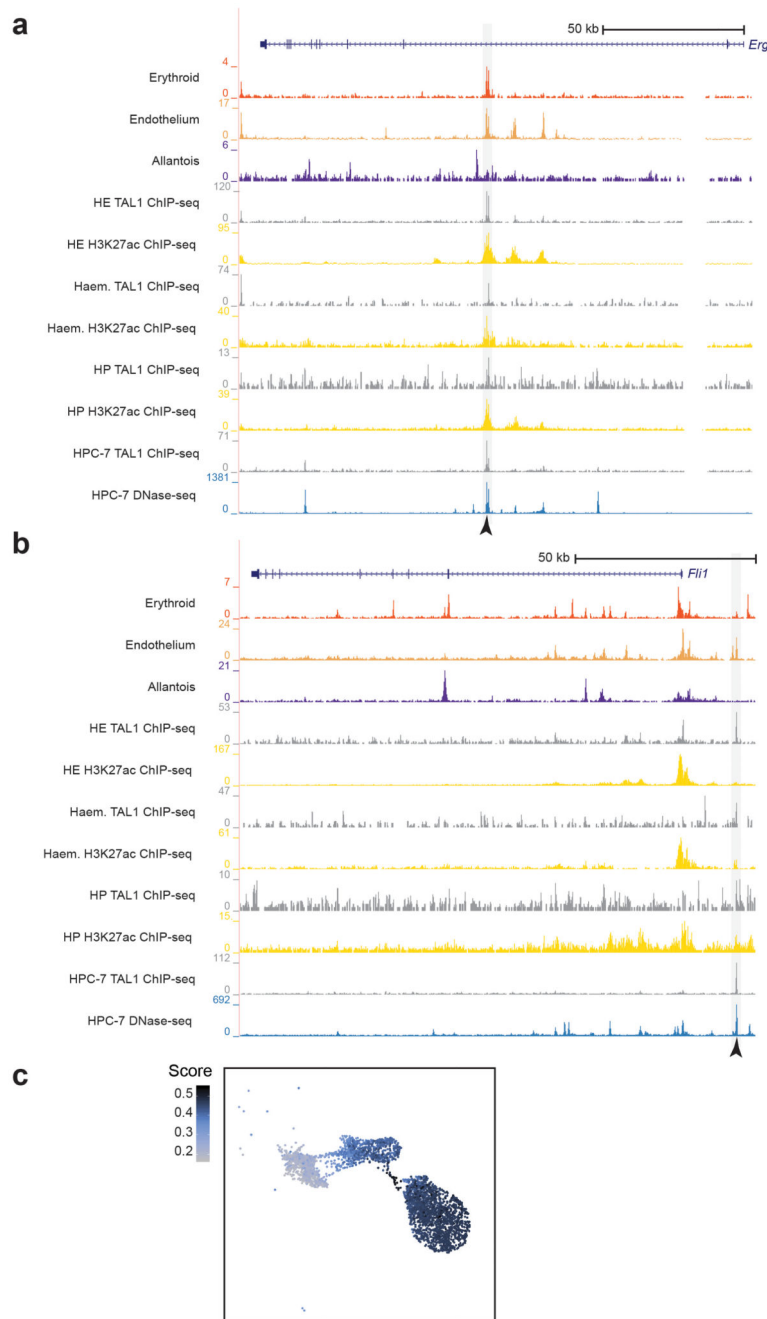 a
50 kb
Erg
4
Erythroid
0
17
Endothelium
0
6
Allantois
0
120
HE TAL1 ChIP-seq
0
95
HE H3K27ac ChIP-seq
0
74
Haem. TAL1 ChIP-seq
0
40
Haem. H3K27ac ChIP-seq
0
13
HP TAL1 ChIP-seq
0
39
HP H3K27ac ChIP-seq
0
71
HPC-7 TAL1 ChIP-seq
0
1381
HPC-7 DNase-seq
0
b
50 kb
Fli1
7
Erythroid
0
24
Endothelium
0
21
Allantois
0
53
HE TAL1 ChIP-seq
0
167
HE H3K27ac ChIP-seq
0
47
Haem. TAL1 ChIP-seq
0
61
Haem. H3K27ac ChIP-seq
0
10
HP TAL1 ChIP-seq
0
15
HP H3K27ac ChIP-seq
0
112
HPC-7 TAL1 ChIP-seq
0
692
HPC-7 DNase-seq
0
c
Score
0.5
0.4
0.3
0.2